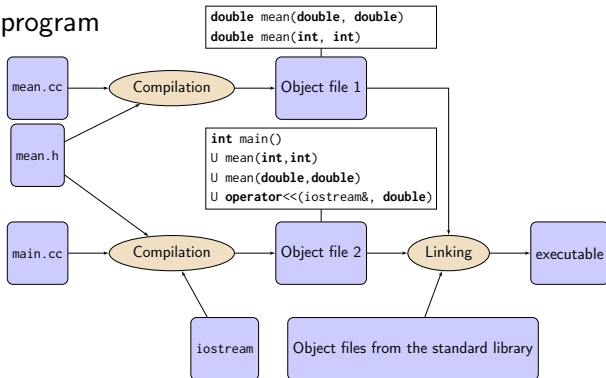 program
double mean(double, double)
double mean(int, int)
mean.cc
Compilation
Object file 1
mean.h
int main()
U mean(int,int)
U mean(double,double)
U operator<<(iostream&, double)
main.cc
Compilation
Object file 2
Linking
executable
iostream
Object files from the standard library